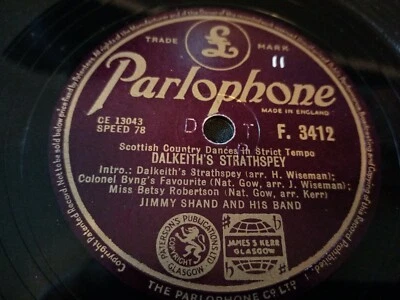 TRADE MARK
Parlophone
MADE IN ENGLAND
CE 13043
SPEED 78
F. 3412
Scottish Country Dances in Strict Tempo
DALKEITH'S STRATHSPEY
Intro.; Dalkeith's Strathspey (arr. H. Wiseman);
Colonel Byng's Favourite (Nat. Gow, arr. J. Wiseman);
Miss Betsy Robertson (Nat. Gow, arr. Kerr)
JIMMY SHAND AND HIS BAND
PATERSON'S PUBLICATIONS LTD
COPYRIGHT
GLASGOW
JAMES S KERR
GLASGOW
THE PARLOPHONE CO. LTD.